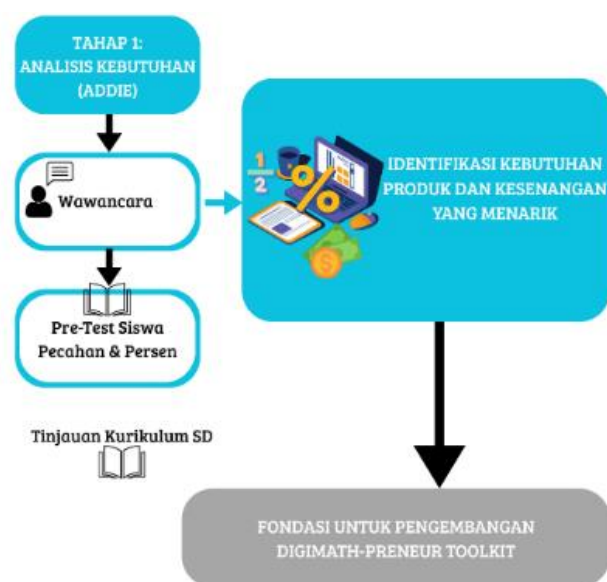 TAHAP 1:
ANALISIS KEBUTUHAN
(ADDIE)
Wawancara
1
2
IDENTIFIKASI KEBUTUHAN
PRODUK DAN KESENANGAN
YANG MENARIK
Pre-Test Siswa
Pecahan & Persen
Tinjauan Kurikulum SD
FONDASI UNTUK PENGEMBANGAN
DIGIMATH-PRENEUR TOOLKIT